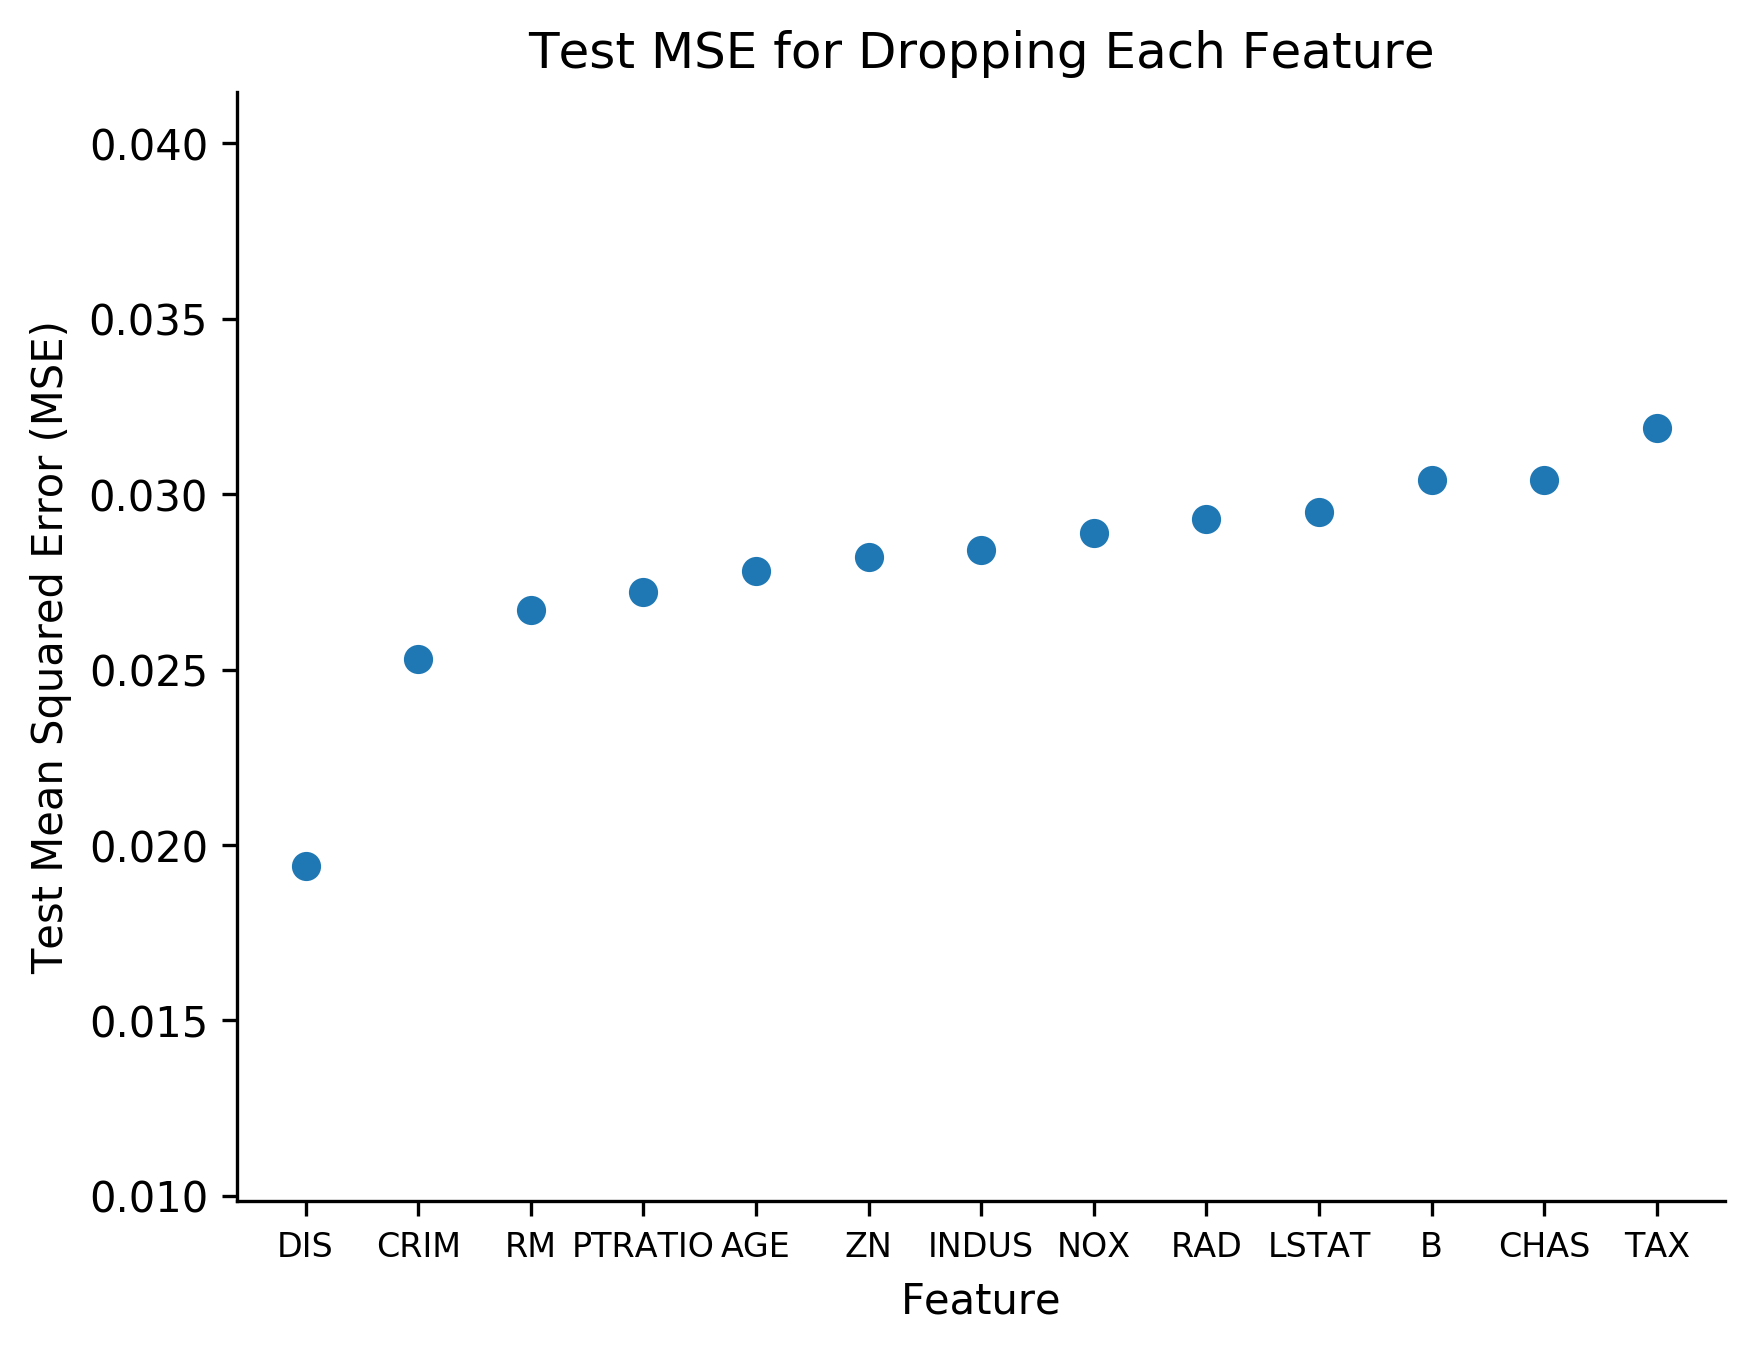 Test MSE for Dropping Each Feature
Test Mean Squared Error (MSE)
0.040
0.035
0.030
0.025
0.020
0.015
0.010
DIS CRIM RM PTRATIO AGE ZN INDUS NOX RAD LSTAT B CHAS TAX
Feature